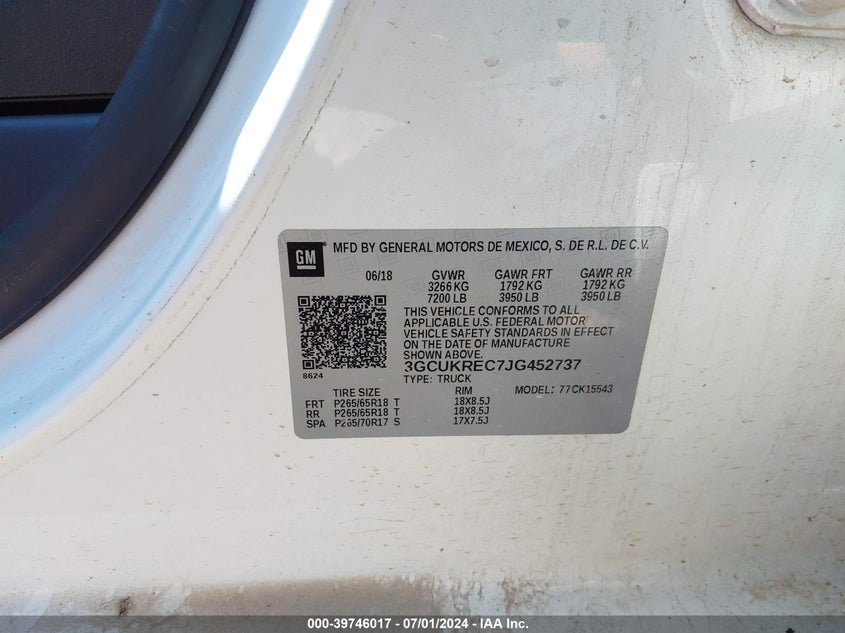 GM
MFD BY GENERAL MOTORS DE MEXICO, S. DE R.L. DE C.V.
06/18 GVWR GAWR FRT GAWR RR
3266 KG 1792 KG 1792 KG
7200 LB 3950 LB 3950 LB
THIS VEHICLE CONFORMS TO ALL
APPLICABLE U.S. FEDERAL MOTOR
VEHICLE SAFETY STANDARDS IN EFFECT
ON THE DATE OF MANUFACTURE
SHOWN ABOVE.
3GCUKREC7JG452737
8624
TYPE: TRUCK MODEL: 77CK15543
TIRE SIZE RIM
FRT P265/65R18 T 18X8.5J
RR P265/65R18 T 18X8.5J
SPA P265/70R17 S 17X7.5J
000-39746017 - 07/01/2024 - IAA Inc.